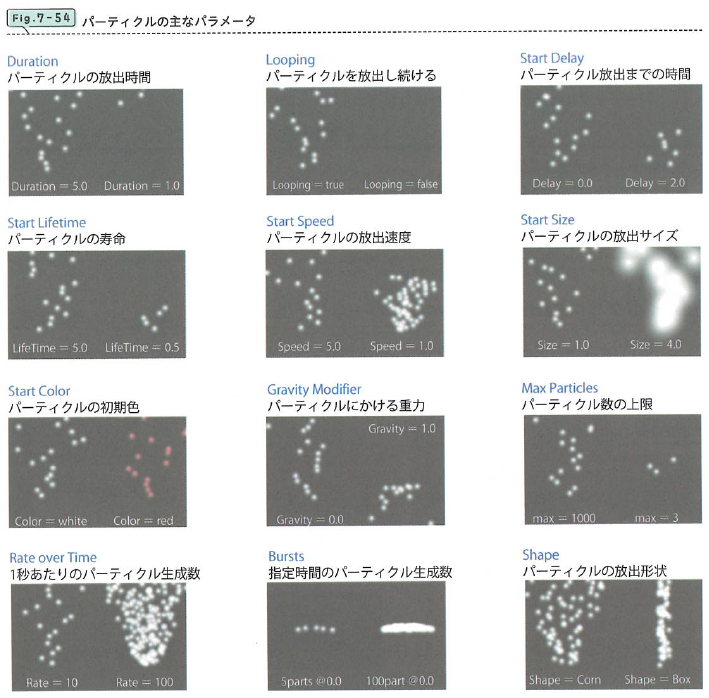 Fig.7-54 パーティクルの主なパラメータ
Duration
パーティクルの放出時間
Duration = 5.0 Duration = 1.0
Looping
パーティクルを放出し続ける
Looping = true Looping = false
Start Delay
パーティクル放出までの時間
Delay = 0.0 Delay = 2.0
Start Lifetime
パーティクルの寿命
LifeTime = 5.0 LifeTime = 0.5
Start Speed
パーティクルの放出速度
Speed = 5.0 Speed = 1.0
Start Size
パーティクルの放出サイズ
Size = 1.0 Size = 4.0
Start Color
パーティクルの初期色
Color = white Color = red
Gravity Modifier
パーティクルにかける重力
Gravity = 1.0
Gravity = 0.0
Max Particles
パーティクル数の上限
max = 1000 max = 3
Rate over Time
1秒あたりのパーティクル生成数
Rate = 10 Rate = 100
Bursts
指定時間のパーティクル生成数
5parts @0.0 100part @0.0
Shape
パーティクルの放出形状
Shape = Corn Shape = Box